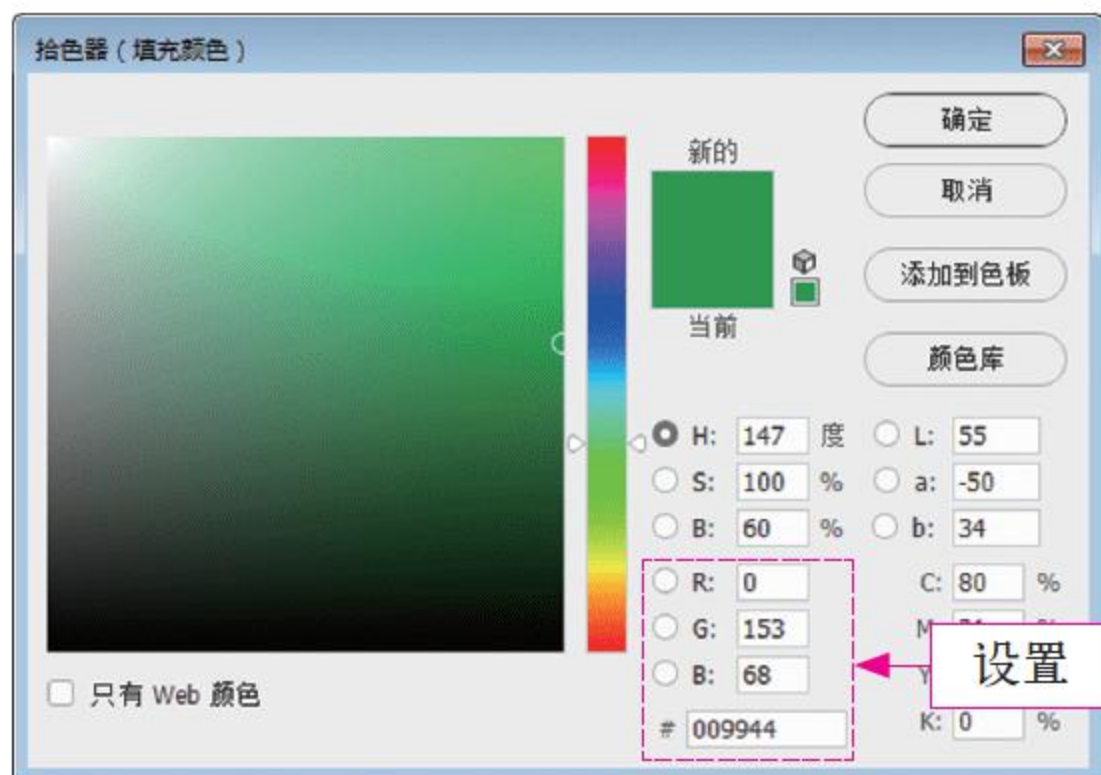 拾色器（填充颜色）
确定
新的
取消
添加到色板
当前
颜色库
H: 147 度
L: 55
S: 100 %
a: -50
B: 60 %
b: 34
R: 0
C: 80 %
G: 153
M
设置
B: 68
Y
只有 Web 颜色
# 009944
K: 0 %